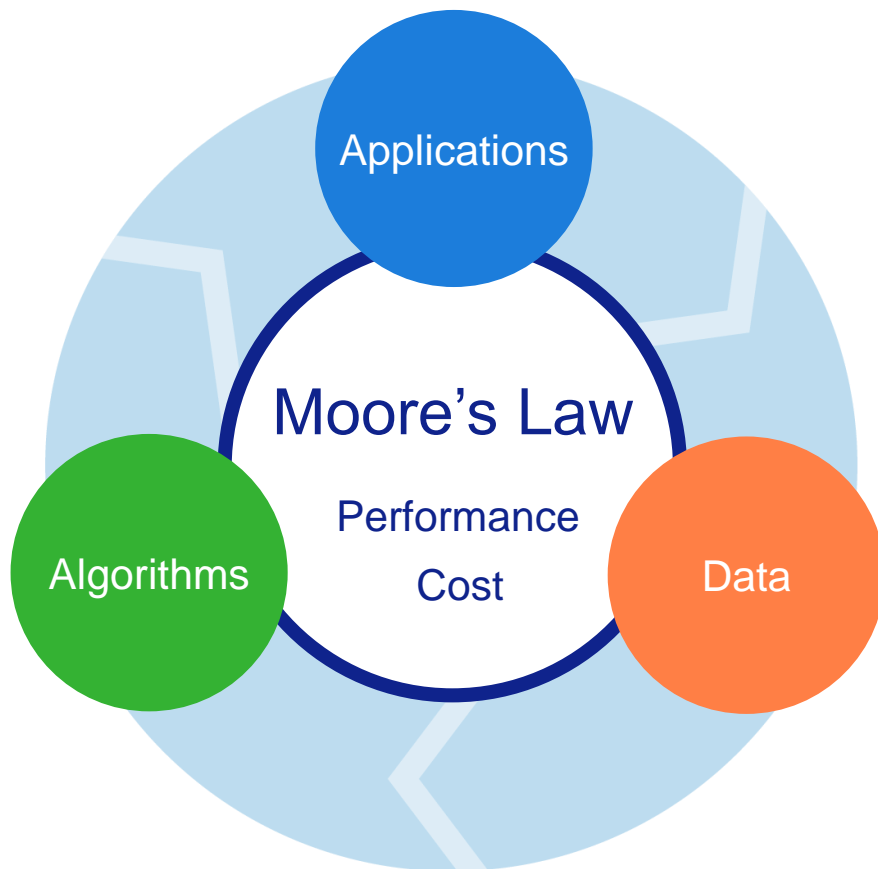 Applications
Moore’s Law
Performance
Cost
Algorithms
Data